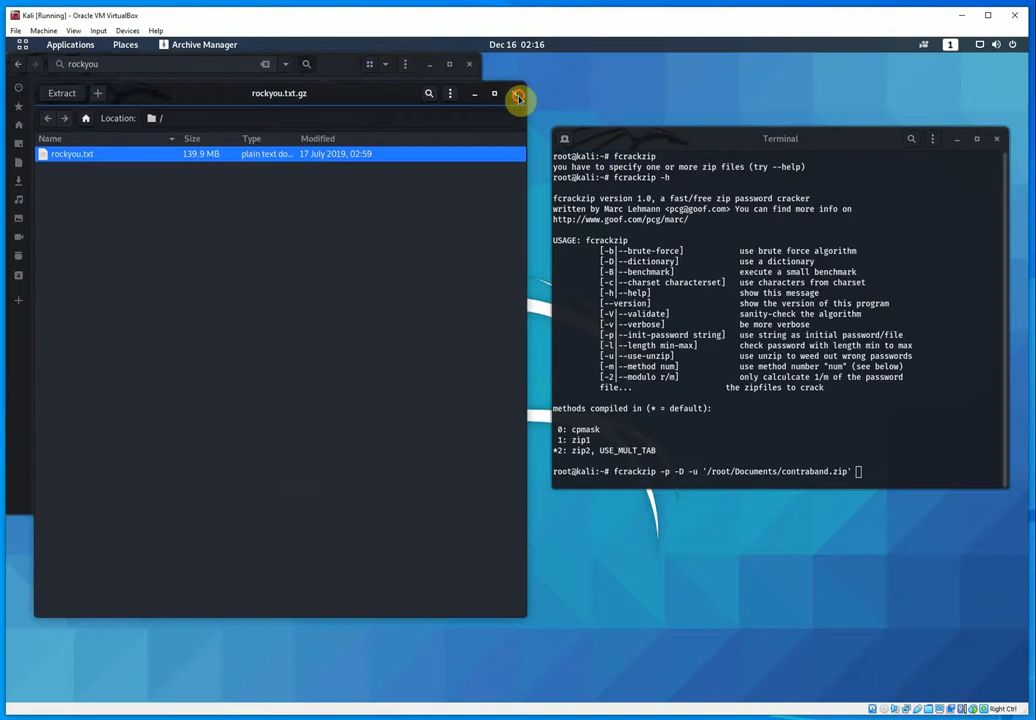 Kali [Running] - Oracle VM VirtualBox
File Machine View Input Devices Help
Applications Places Archive Manager Dec 16 02:16 1
rockyou
Extract rockyou.txt.gz
Location: /
Name Size Type Modified
rockyou.txt 139.9 MB plain text do... 17 July 2019, 02:59
Terminal
root@kali:~# fcrackzip
you have to specify one or more zip files (try --help)
root@kali:~# fcrackzip -h
fcrackzip version 1.0, a fast/free zip password cracker
written by Marc Lehmann <pcg@goof.com> You can find more info on
http://www.goof.com/pcg/marc/
USAGE: fcrackzip
[-b|--brute-force] use brute force algorithm
[-D|--dictionary] use a dictionary
[-B|--benchmark] execute a small benchmark
[-c|--charset characterset] use characters from charset
[-h|--help] show this message
[--version] show the version of this program
[-V|--validate] sanity-check the algorithm
[-v|--verbose] be more verbose
[-p|--init-password string] use string as initial password/file
[-l|--length min-max] check password with length min to max
[-u|--use-unzip] use unzip to weed out wrong passwords
[-m|--method num] use method number "num" (see below)
[-2|--modulo r/m] only calculcate 1/m of the password
file... the zipfiles to crack
methods compiled in (* = default):
0: cpmask
1: zip1
*2: zip2, USE_MULT_TAB
root@kali:~# fcrackzip -p -D -u '/root/Documents/contraband.zip'
Right Ctrl